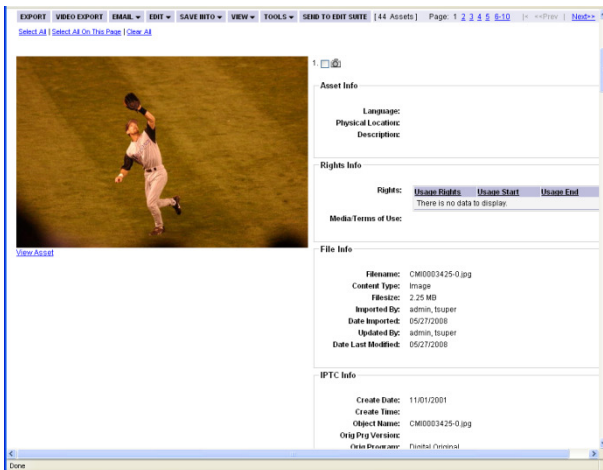 EXPORT VIDEO EXPORT EMAIL EDIT SAVE INTO VIEW TOOLS SEND TO EDIT SUITE [44 Assets] Page: 1 2 3 4 5 6-10 |< <<Prev | Next>>
Select All | Select All On This Page | Clear All
1.
Asset Info
Language:
Physical Location:
Description:
Rights Info
Rights: Usage Rights Usage Start Usage End
There is no data to display.
Media/Terms of Use:
View Asset
File Info
Filename: CMI0003425-0.jpg
Content Type: Image
Filesize: 2.25 MB
Imported By: admin, tsuper
Date Imported: 05/27/2008
Updated By: admin, tsuper
Date Last Modified: 05/27/2008
IPTC Info
Create Date: 11/01/2001
Create Time:
Object Name: CMI0003425-0.jpg
Orig Prg Version:
Orig Program: Digital Original
Done